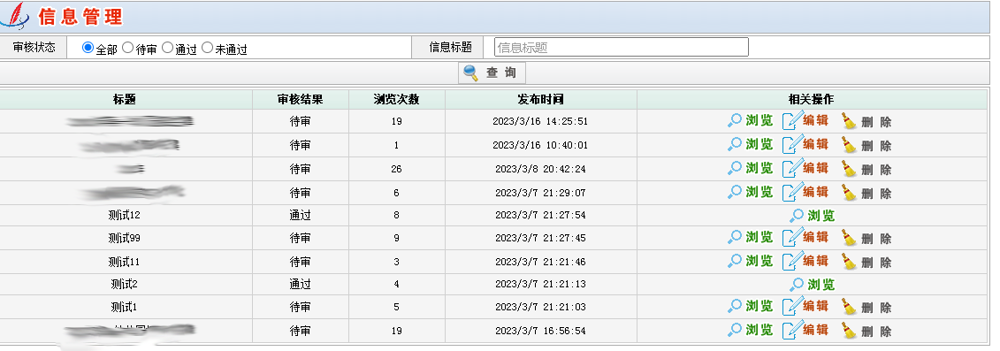 信息管理
审核状态 全部 待审 通过 未通过 信息标题 信息标题
查 询
标题 审核结果 浏览次数 发布时间 相关操作
待审 19 2023/3/16 14:25:51 浏览 编辑 删 除
待审 1 2023/3/16 10:40:01 浏览 编辑 删 除
待审 26 2023/3/8 20:42:24 浏览 编辑 删 除
待审 6 2023/3/7 21:29:07 浏览 编辑 删 除
测试12 通过 8 2023/3/7 21:27:54 浏览
测试99 待审 9 2023/3/7 21:27:45 浏览 编辑 删 除
测试11 待审 3 2023/3/7 21:21:46 浏览 编辑 删 除
测试2 通过 4 2023/3/7 21:21:13 浏览
测试1 待审 5 2023/3/7 21:21:03 浏览 编辑 删 除
待审 19 2023/3/7 16:56:54 浏览 编辑 删 除